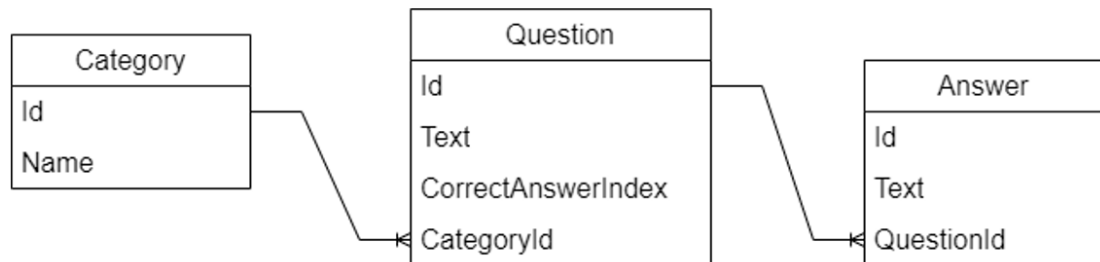 Category
Id
Name
Question
Id
Text
CorrectAnswerIndex
CategoryId
Answer
Id
Text
QuestionId